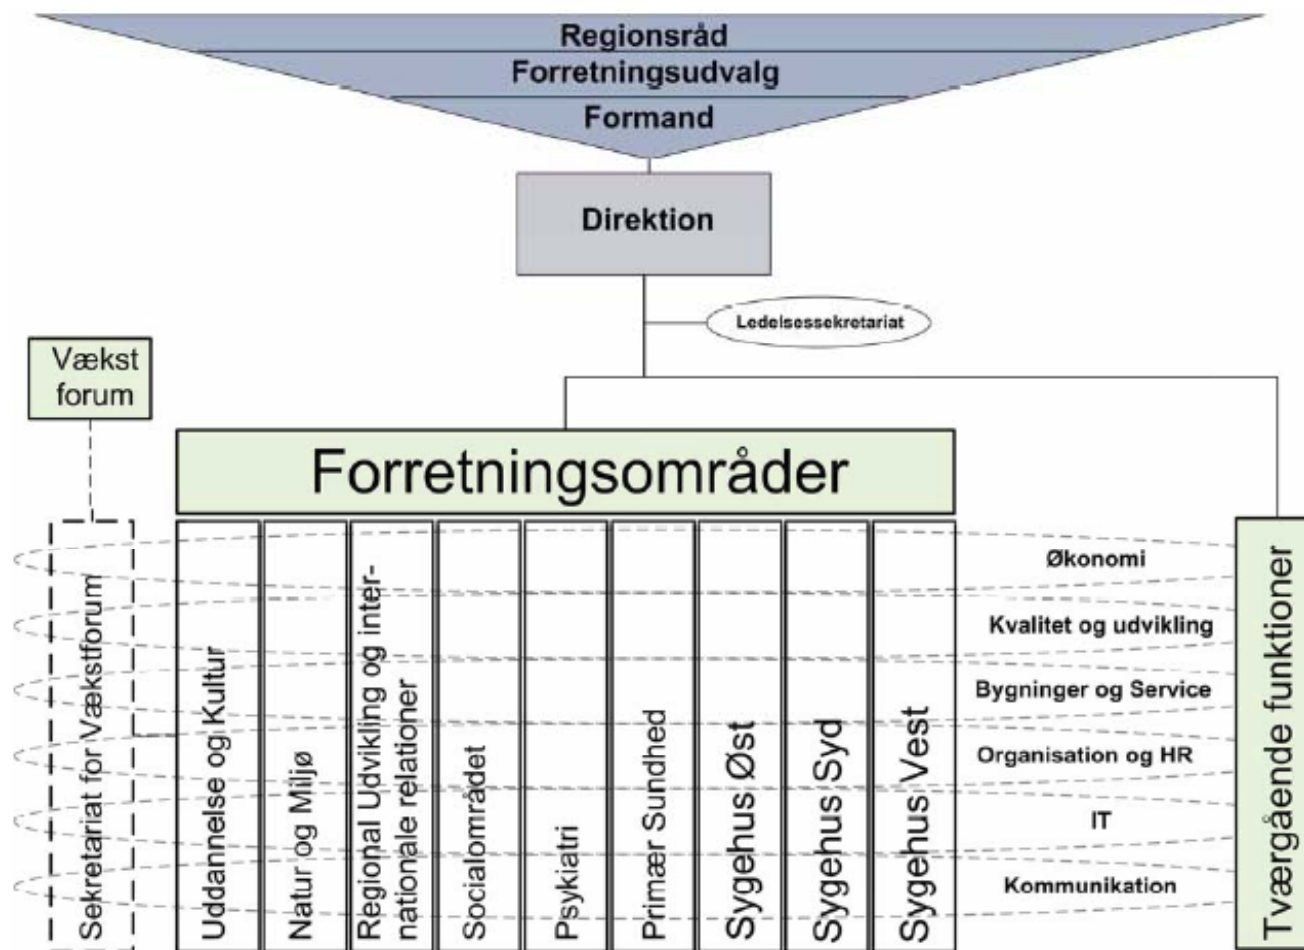 Regionsråd
Forretningsudvalg
Formand
Direktion
Ledelsessekretariat
Vækst
forum
Forretningsområder
Sekretariat for Vækstforum
Uddannelse og Kultur
Natur og Miljø
Regional Udvikling og inter-
nationale relationer
Socialområdet
Psykiatri
Primær Sundhed
Sygehus Øst
Sygehus Syd
Sygehus Vest
Økonomi
Kvalitet og udvikling
Bygninger og Service
Organisation og HR
IT
Kommunikation
Tværgående funktioner